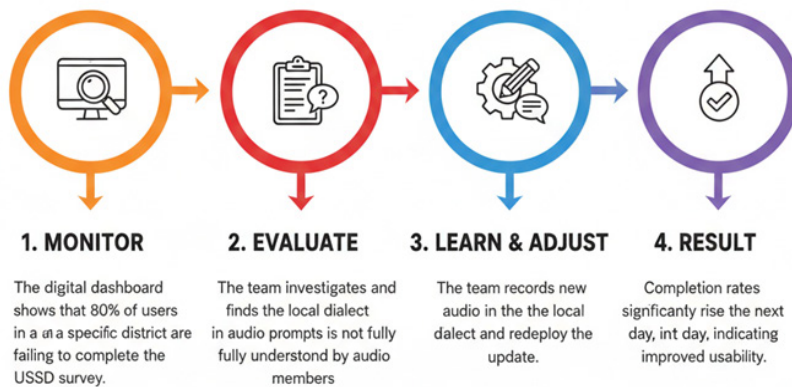 ?
1. MONITOR
The digital dashboard
shows that 80% of users
in a a specific district are
failing to complete the
USSD survey.
2. EVALUATE
The team investigates and
finds the local dialect
in audio prompts is not fully
fully understood by audio
members
3. LEARN & ADJUST
The team records new
audio in the the local
dalect and redeploy the
update.
4. RESULT
Completion rates
significantly rise the next
day, int day, indicating
improved usability.